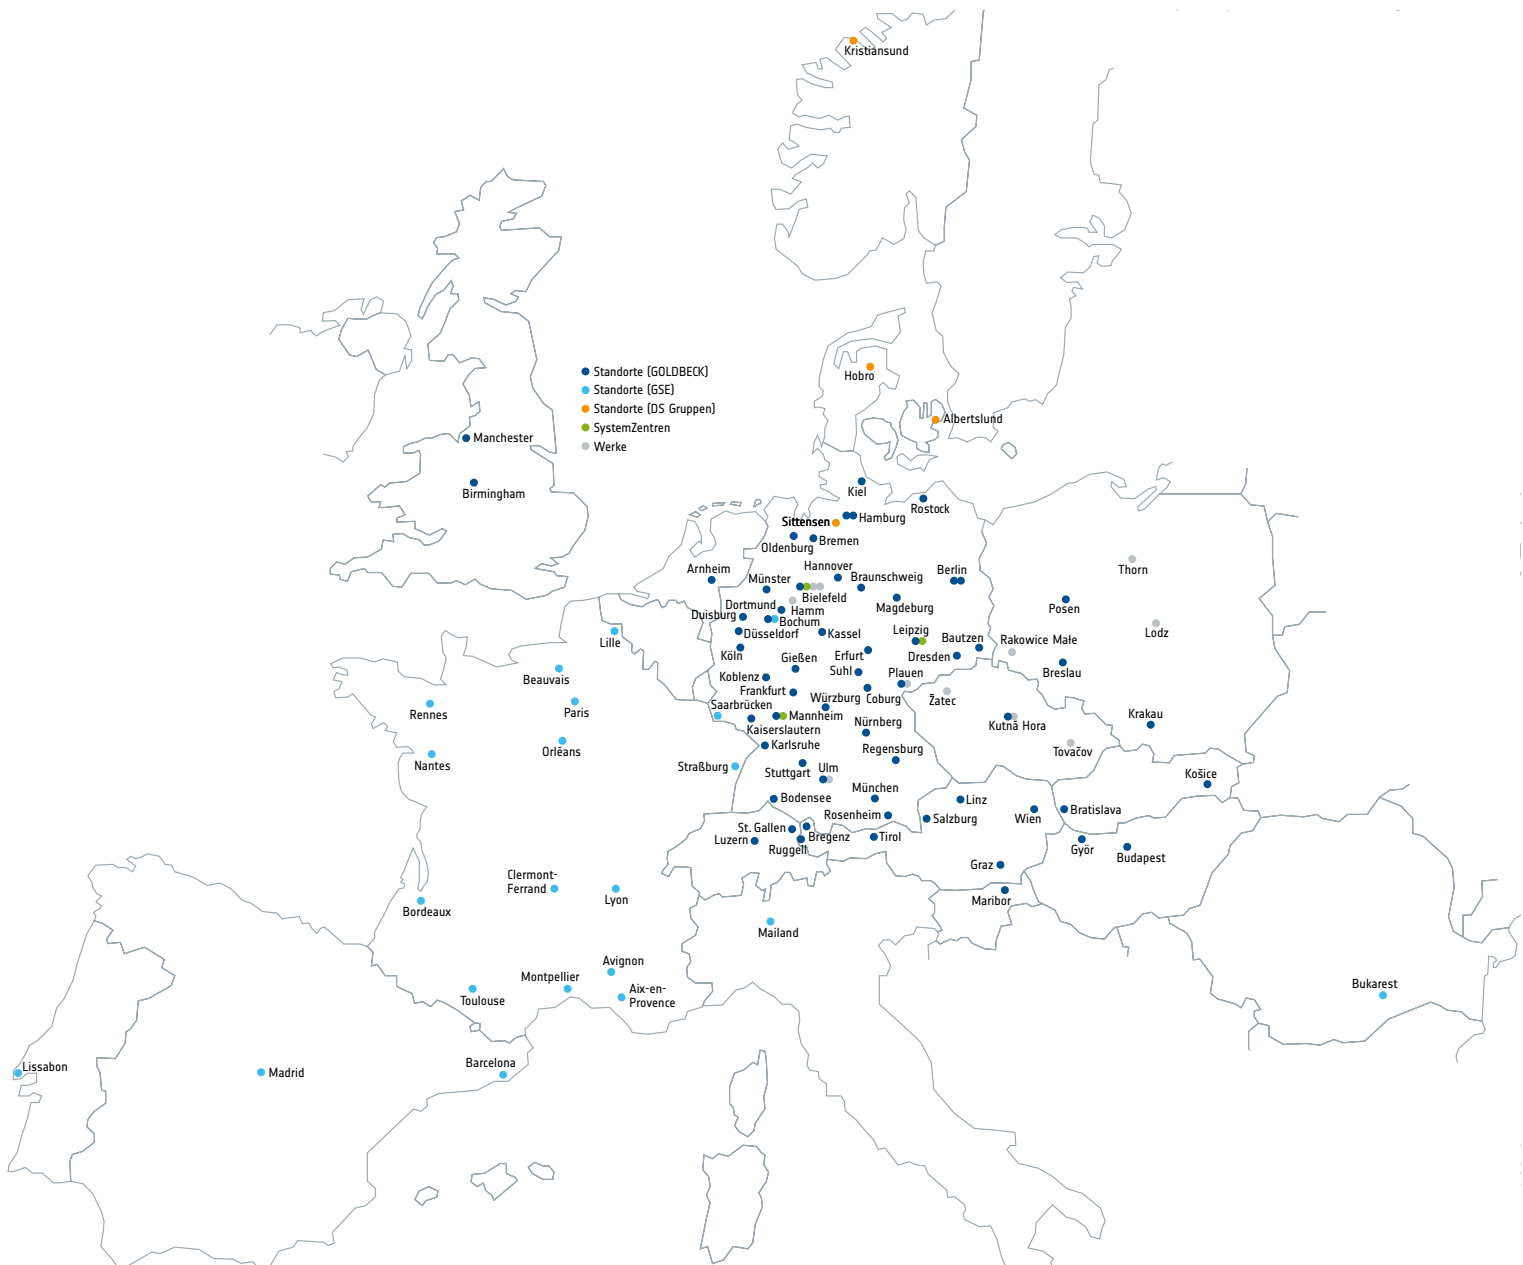 Kristiansund
Standorte (GOLDBECK)
Standorte (GSE)
Standorte (DS Gruppen)
SystemZentren
Werke
Hobro
Albertslund
Manchester
Birmingham
Kiel
Rostock
Hamburg
Sittensen
Oldenburg
Bremen
Thorn
Arnheim
Münster
Hannover
Braunschweig
Berlin
Bielefeld
Magdeburg
Posen
Dortmund
Hamm
Duisburg
Bochum
Lodz
Lille
Düsseldorf
Kassel
Leipzig
Bautzen
Rakowice Małe
Köln
Gießen
Erfurt
Dresden
Breslau
Beauvais
Koblenz
Suhl
Plauen
Frankfurt
Würzburg
Coburg
Žatec
Rennes
Paris
Saarbrücken
Mannheim
Krakau
Kaiserslautern
Nürnberg
Kutná Hora
Orléans
Karlsruhe
Regensburg
Tovačov
Nantes
Straßburg
Stuttgart
Ulm
Košice
München
Bodensee
Linz
Rosenheim
Salzburg
Wien
Bratislava
St. Gallen
Bregenz
Tirol
Luzern
Ruggell
Györ
Budapest
Graz
Clermont-
Ferrand
Lyon
Maribor
Bordeaux
Mailand
Avignon
Montpellier
Aix-en-
Provence
Toulouse
Bukarest
Lissabon
Madrid
Barcelona